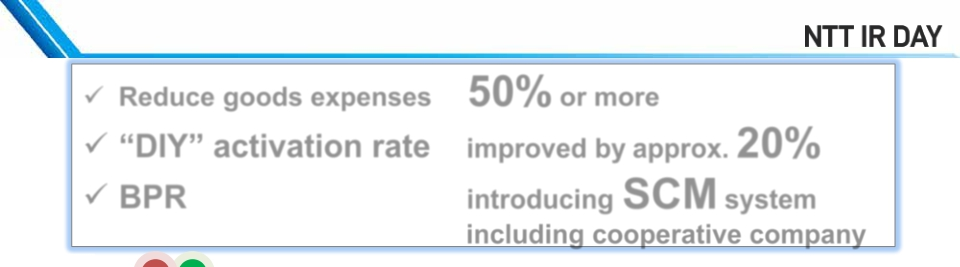 NTT IR DAY
✓ Reduce goods expenses 50% or more
✓ “DIY” activation rate improved by approx. 20%
✓ BPR introducing SCM system
including cooperative company